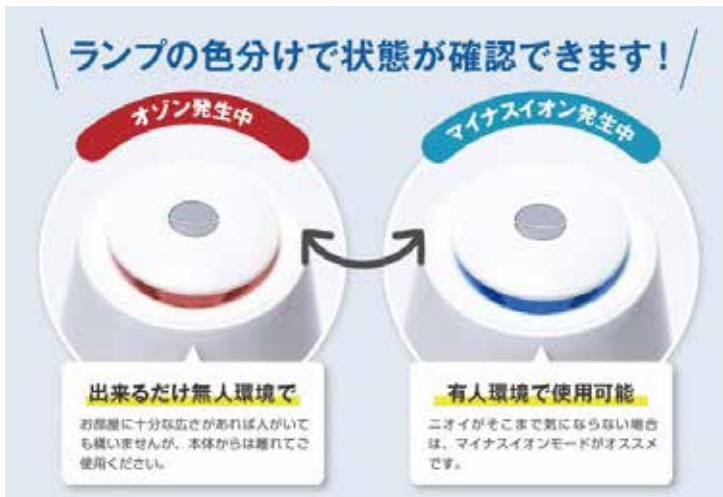 ランプの色分けで状態が確認できます！
オゾン発生中
マイナスイオン発生中
出来るだけ無人環境で
お部屋に十分な広さがあれば人がいて
も構いませんが、本体からは離れてご
使用ください。
有人環境で使用可能
ニオイがそこまで気にならない場合
は、マイナスイオンモードがオススメ
です。